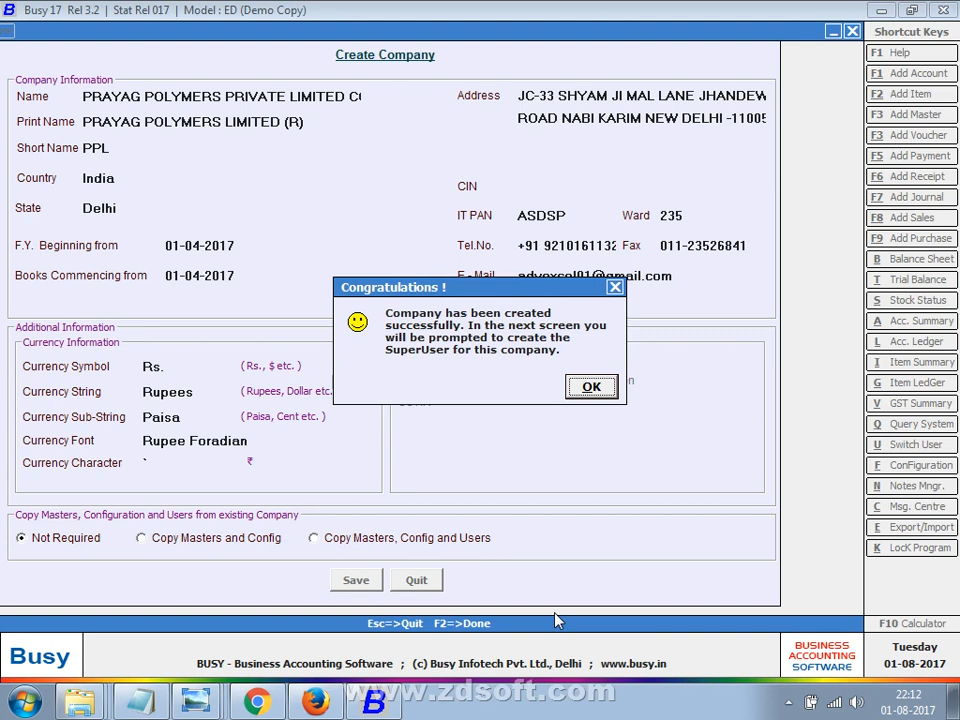 Busy 17 Rel 3.2 | Stat Rel 017 | Model : ED (Demo Copy)
Create Company
Company Information
Name PRAYAG POLYMERS PRIVATE LIMITED
Print Name PRAYAG POLYMERS LIMITED (R)
Short Name PPL
Country India
State Delhi
F.Y. Beginning from 01-04-2017
Books Commencing from 01-04-2017
Address JC-33 SHYAM JI MAL LANE JHANDEW
ROAD NABI KARIM NEW DELHI -11005
CIN
IT PAN ASDSP Ward 235
Tel.No. +91 9210161132 Fax 011-23526841
E - Mail advexcel01@gmail.com
Congratulations !
Company has been created
successfully. In the next screen you
will be prompted to create the
SuperUser for this company.
OK
Additional Information
Currency Information
Currency Symbol Rs. (Rs., $ etc. )
Currency String Rupees (Rupees, Dollar etc.
Currency Sub-String Paisa (Paisa, Cent etc. )
Currency Font Rupee Foradian
Currency Character ` ₹
Copy Masters, Configuration and Users from existing Company
Not Required Copy Masters and Config Copy Masters, Config and Users
Save Quit
Esc=>Quit F2=>Done
Shortcut Keys
F1 Help
F1 Add Account
F2 Add Item
F3 Add Master
F3 Add Voucher
F5 Add Payment
F6 Add Receipt
F7 Add Journal
F8 Add Sales
F9 Add Purchase
B Balance Sheet
T Trial Balance
S Stock Status
A Acc. Summary
L Acc. Ledger
I Item Summary
G Item LedGer
V GST Summary
Q Query System
U Switch User
F ConFiguration
N Notes Mngr.
C Msg. Centre
E Export/Import
K LocK Program
F10 Calculator
Busy
BUSY - Business Accounting Software ; (c) Busy Infotech Pvt. Ltd., Delhi ; www.busy.in
BUSINESS
ACCOUNTING
SOFTWARE
Tuesday
01-08-2017
www.zdsoft.com
22:12
01-08-2017